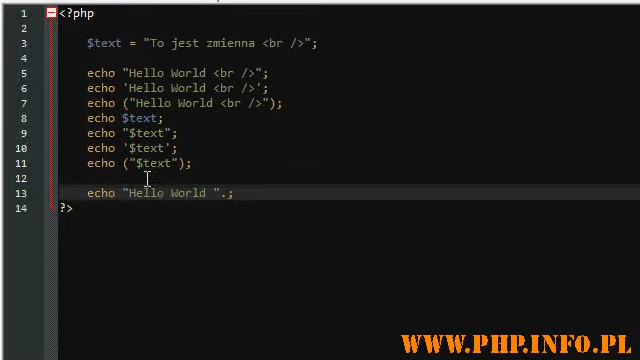 1 <?php
2
3 $text = "To jest zmienna <br />";
4
5 echo "Hello World <br />";
6 echo 'Hello World <br />';
7 echo ("Hello World <br />");
8 echo $text;
9 echo "$text";
10 echo '$text';
11 echo ("$text");
12
13 echo "Hello World ".;
14 ?>
WWW.PHP.INFO.PL